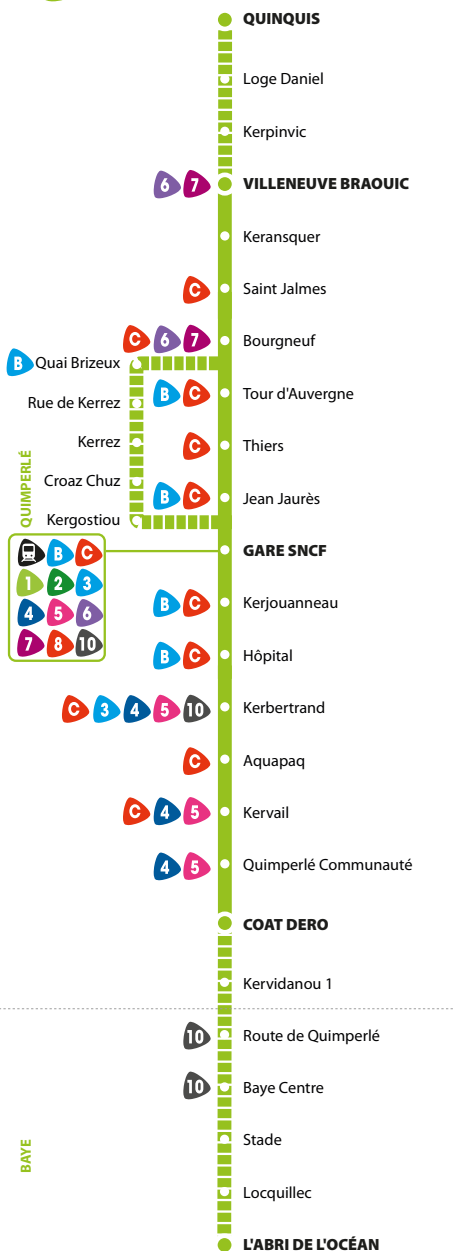 QUINQUIS
Loge Daniel
Kerpinvic
6 7 VILLENEUVE BRAOUIC
Keransquer
C Saint Jalmes
C 6 7 Bourgneuf
B Quai Brizeux
B C Tour d'Auvergne
Rue de Kerrez
C Thiers
Kerrez
Croaz Chuz
B C Jean Jaurès
Kergostiou
QUIMPERLÉ
GARE SNCF
B C
1 2 3
4 5 6
7 8 10
B C Kerjouanneau
B C Hôpital
C 3 4 5 10 Kerbertrand
C Aquapaq
C 4 5 Kervail
4 5 Quimperlé Communauté
COAT DERO
Kervidanou 1
10 Route de Quimperlé
10 Baye Centre
BAYE
Stade
Locquillec
L'ABRI DE L'OCÉAN